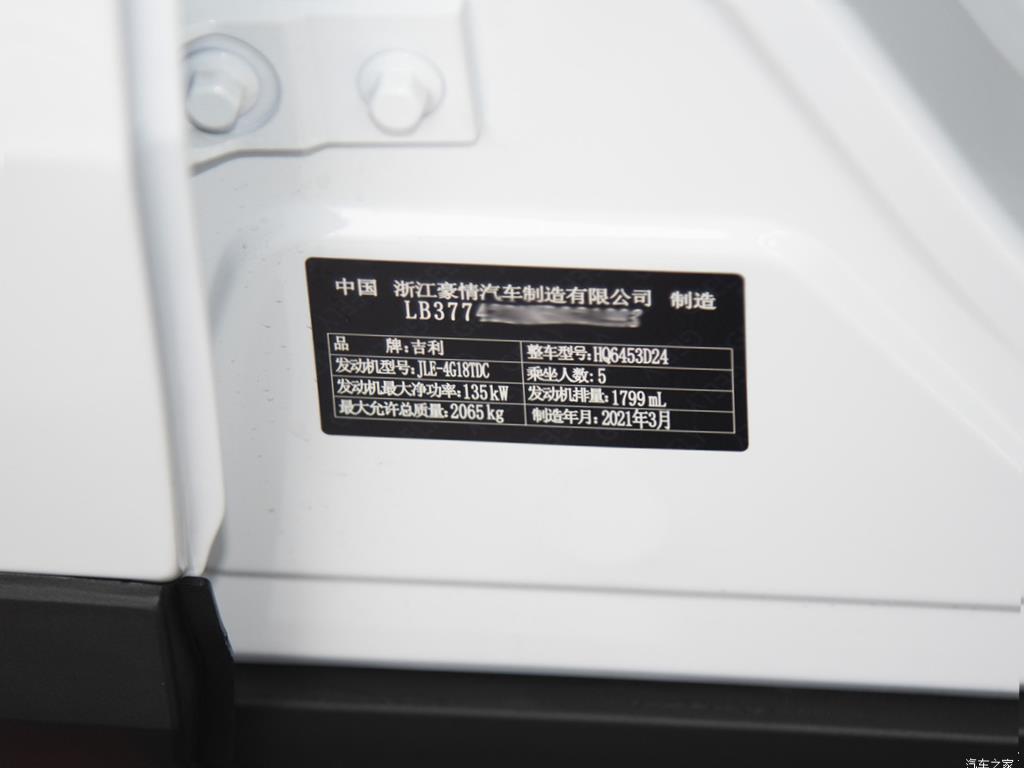 中国 浙江豪情汽车制造有限公司 制造
LB377
品 牌:吉利 整车型号:HQ6453D24
发动机型号:JLE-4G18TDC 乘坐人数:5
发动机最大净功率:135kW 发动机排量:1799mL
最大允许总质量:2065kg 制造年月:2021年3月
汽车之家